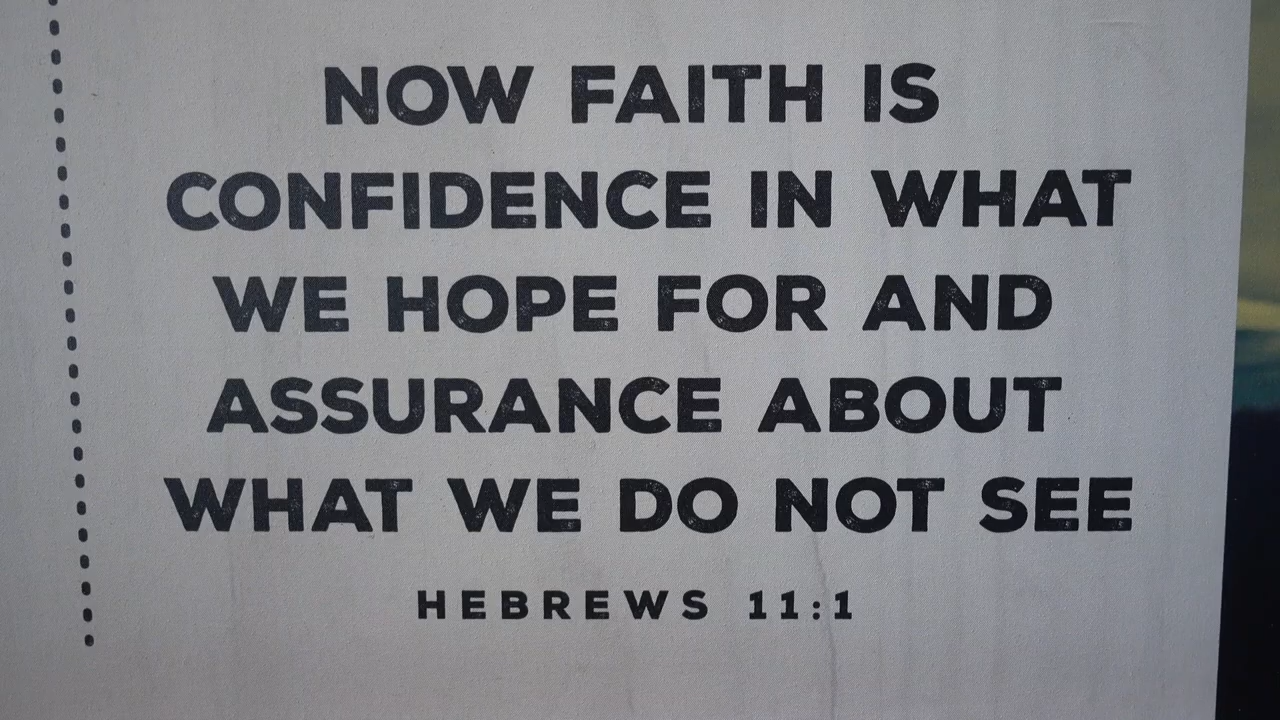 NOW FAITH IS
CONFIDENCE IN WHAT
WE HOPE FOR AND
ASSURANCE ABOUT
WHAT WE DO NOT SEE
HEBREWS 11:1